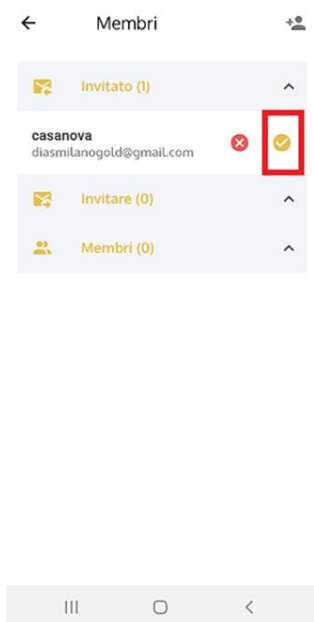 Membri
Invitato (1)
casanova
diasmilanogold@gmail.com
Invitare (0)
Membri (0)